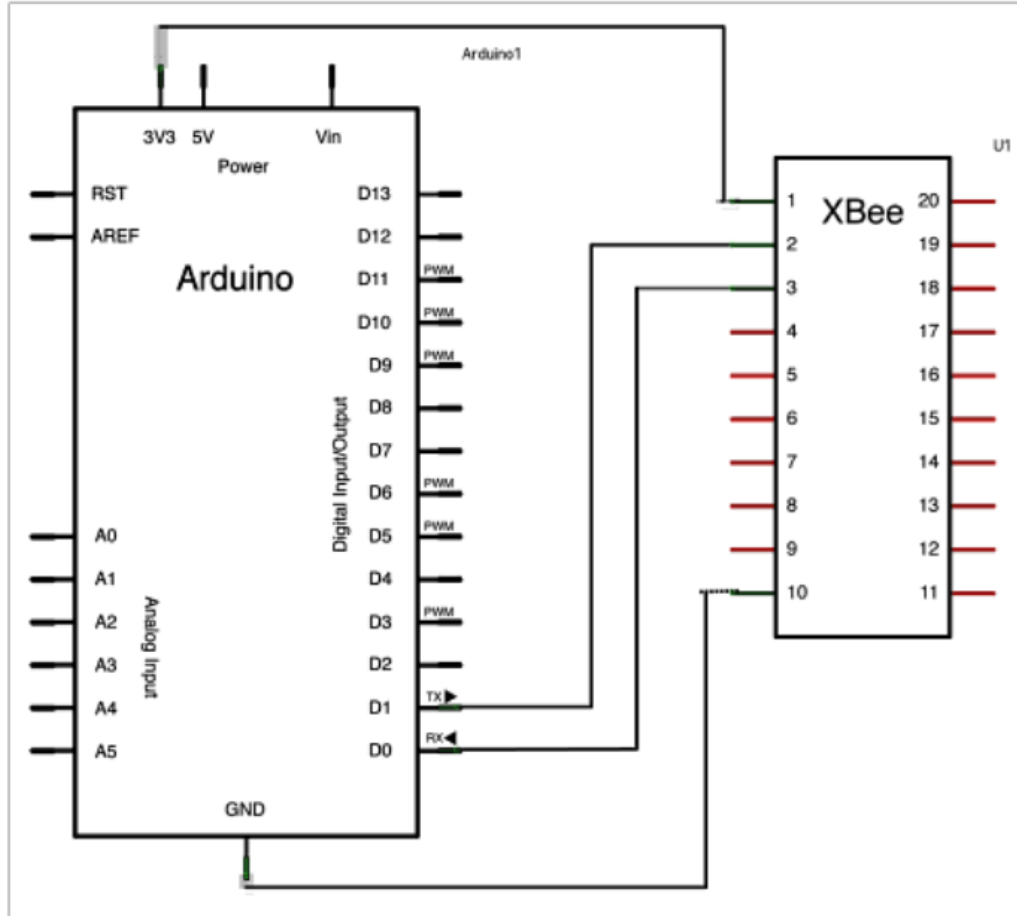 Arduino1
3V3 5V Vin
Power
RST
AREF
Arduino
A0
A1
A2
A3
A4
A5
Analog Input
D13
D12
D11 PWM
D10 PWM
D9 PWM
D8
D7
D6 PWM
D5 PWM
D4
D3 PWM
D2
D1 TX
D0 RX
Digital Input/Output
GND
U1
XBee
1 20
2 19
3 18
4 17
5 16
6 15
7 14
8 13
9 12
10 11